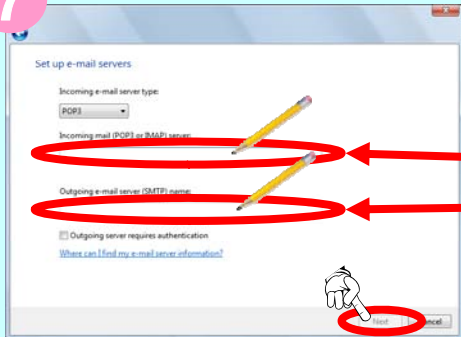 7
Set up e-mail servers
Incoming e-mail server type:
POP3
Incoming mail (POP3 or IMAP) server:
Outgoing e-mail server (SMTP) name:
Outgoing server requires authentication
Where can I find my e-mail server information?
Next